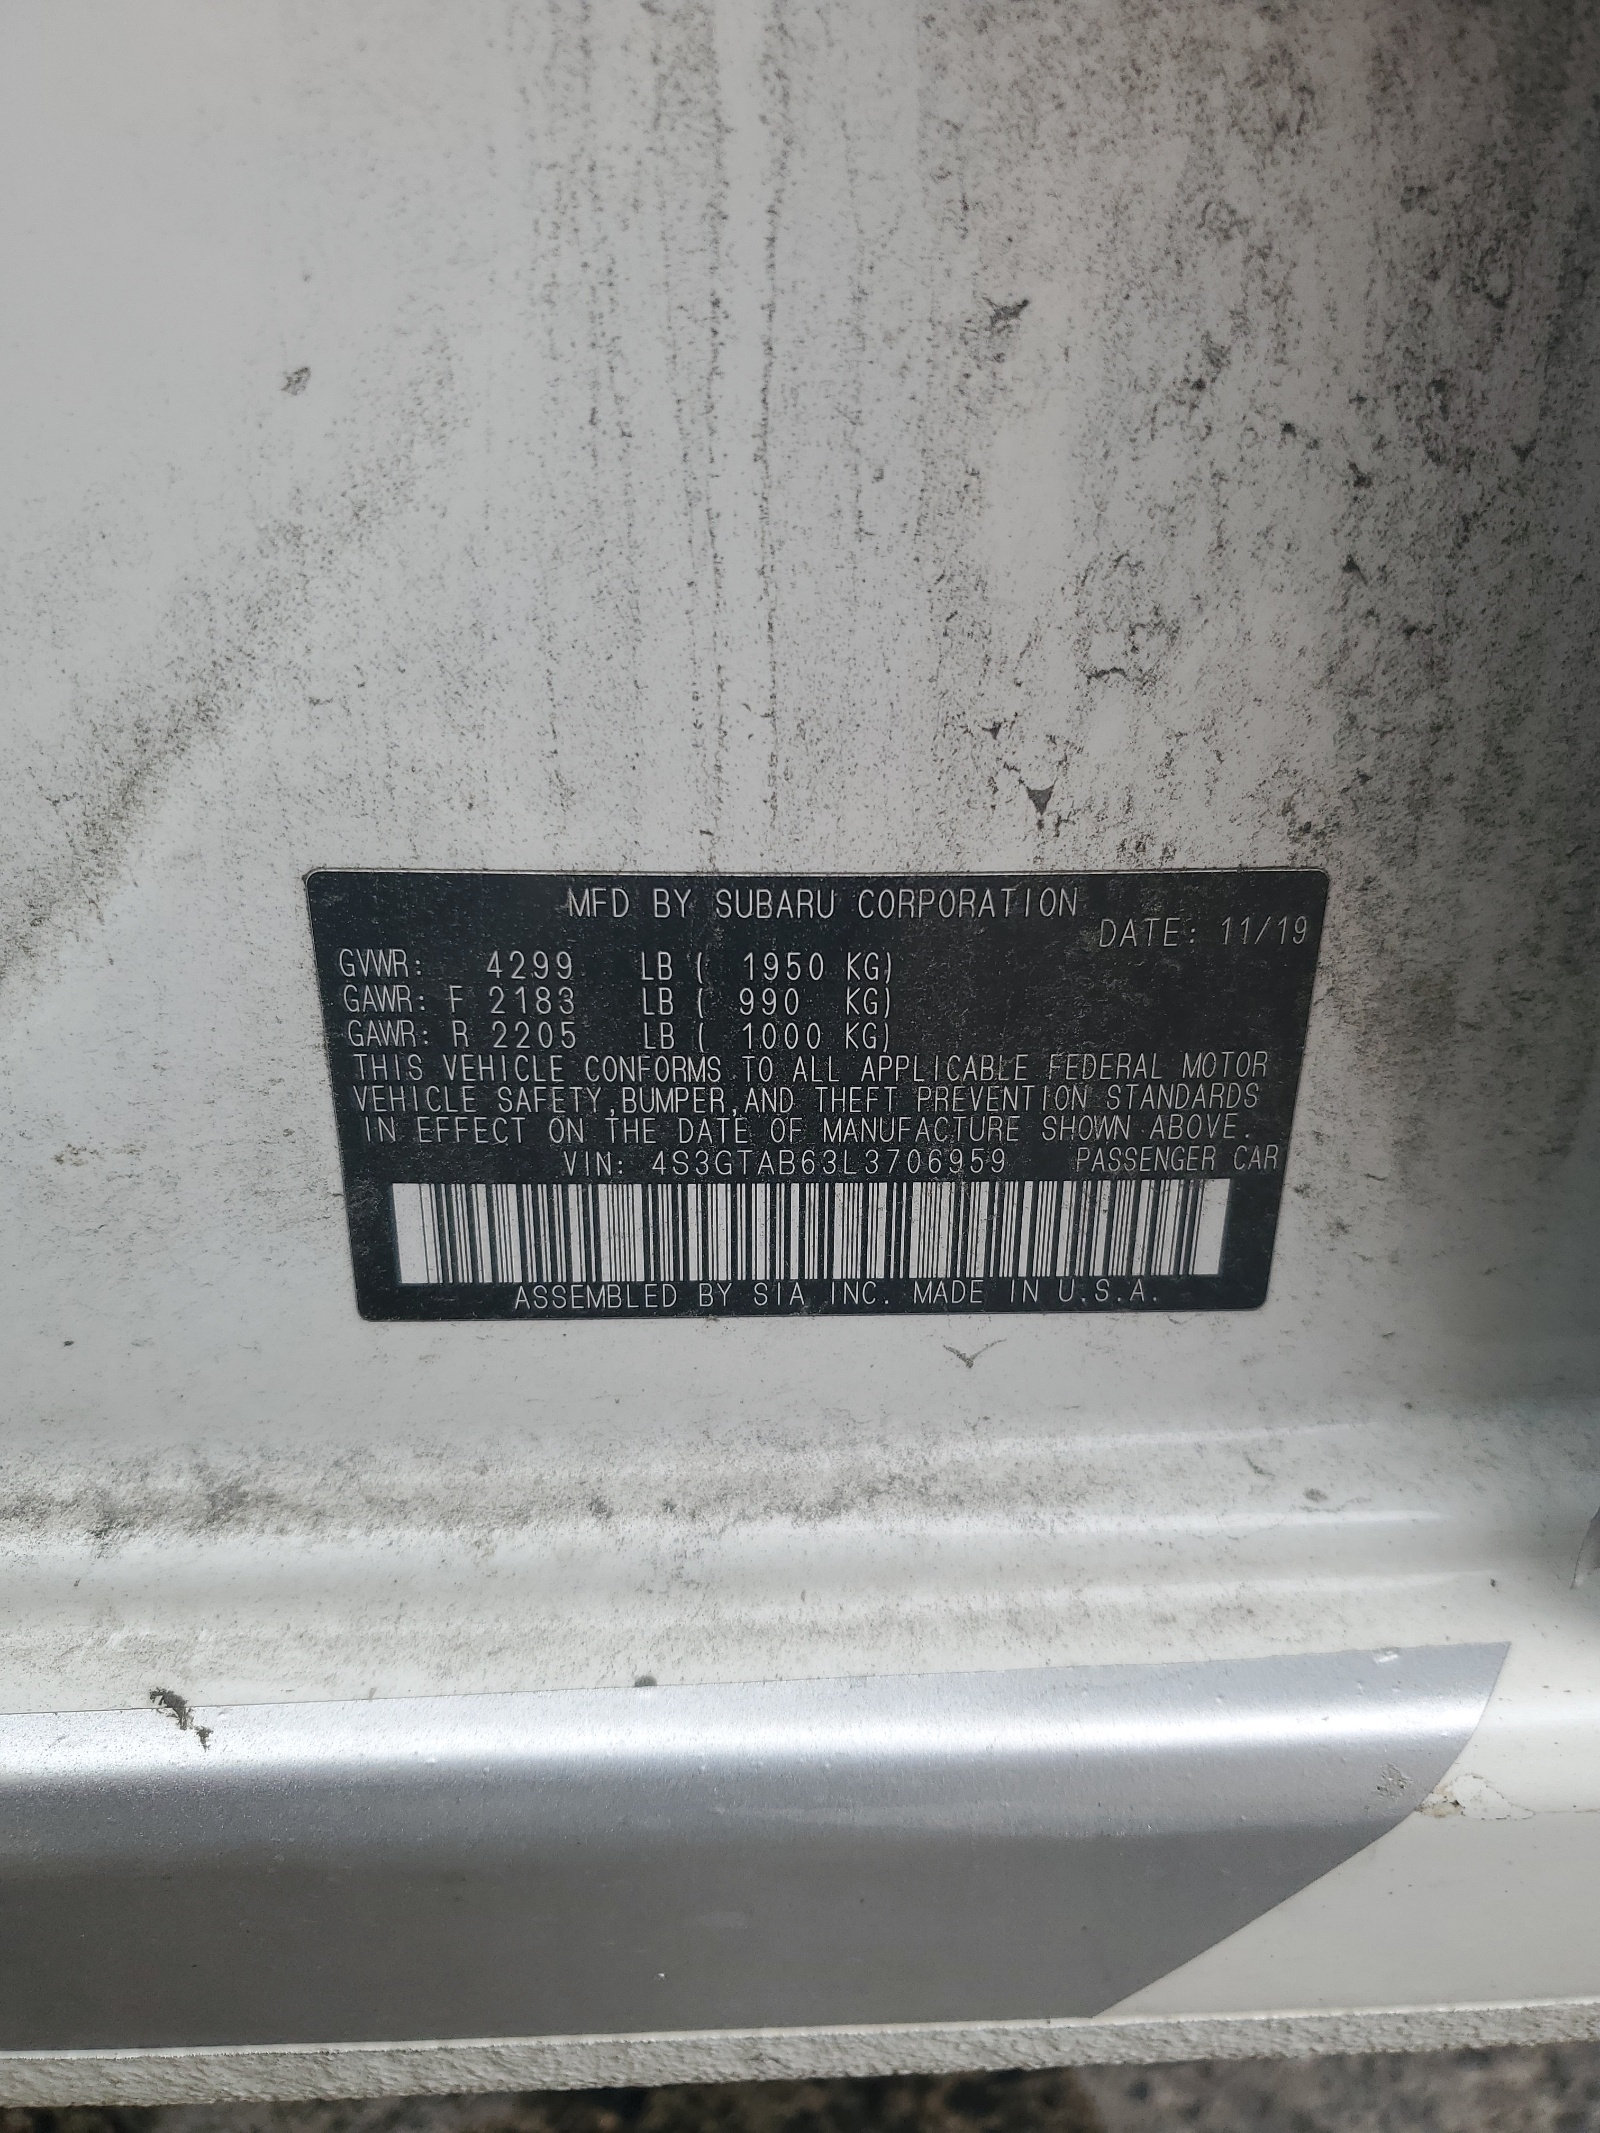 MFD BY SUBARU CORPORATION
DATE: 11/19
GVWR: 4299 LB ( 1950 KG)
GAWR: F 2183 LB ( 990 KG)
GAWR: R 2205 LB ( 1000 KG)
THIS VEHICLE CONFORMS TO ALL APPLICABLE FEDERAL MOTOR
VEHICLE SAFETY,BUMPER,AND THEFT PREVENTION STANDARDS
IN EFFECT ON THE DATE OF MANUFACTURE SHOWN ABOVE.
VIN: 4S3GTAB63L3706959 PASSENGER CAR
ASSEMBLED BY SIA INC. MADE IN U.S.A.